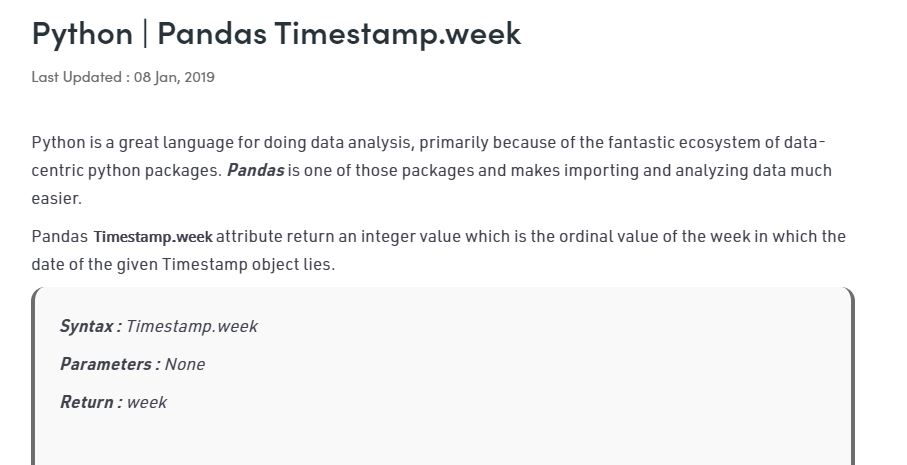 Python | Pandas Timestamp.week
Last Updated : 08 Jan, 2019
Python is a great language for doing data analysis, primarily because of the fantastic ecosystem of data-
centric python packages. Pandas is one of those packages and makes importing and analyzing data much
easier.
Pandas Timestamp.week attribute return an integer value which is the ordinal value of the week in which the
date of the given Timestamp object lies.
Syntax : Timestamp.week
Parameters : None
Return : week